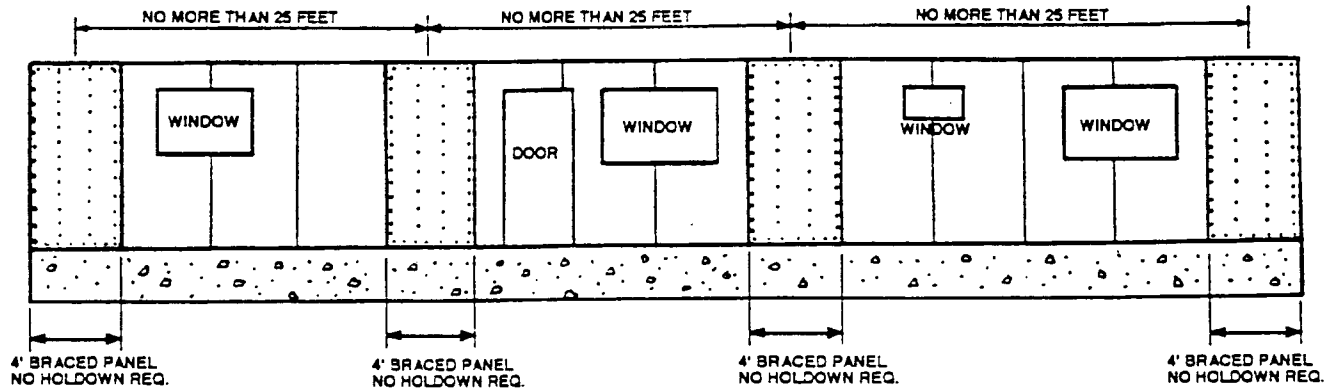 NO MORE THAN 25 FEET
NO MORE THAN 25 FEET
NO MORE THAN 25 FEET
WINDOW
DOOR
WINDOW
WINDOW
WINDOW
4' BRACED PANEL
NO HOLDOWN REQ.
4' BRACED PANEL
NO HOLDOWN REQ.
4' BRACED PANEL
NO HOLDOWN REQ.
4' BRACED PANEL
NO HOLDOWN REQ.